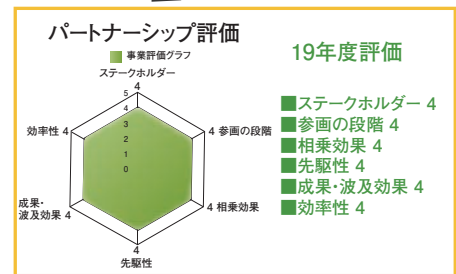 パートナーシップ評価
事業評価グラフ
ステークホルダー
4
5
4
3
2
1
0
効率性 4
4 参画の段階
成果・
波及効果 4
4 相乗効果
4
先駆性
19年度評価
■ステークホルダー 4
■参画の段階 4
■相乗効果 4
■先駆性 4
■成果・波及効果 4
■効率性 4